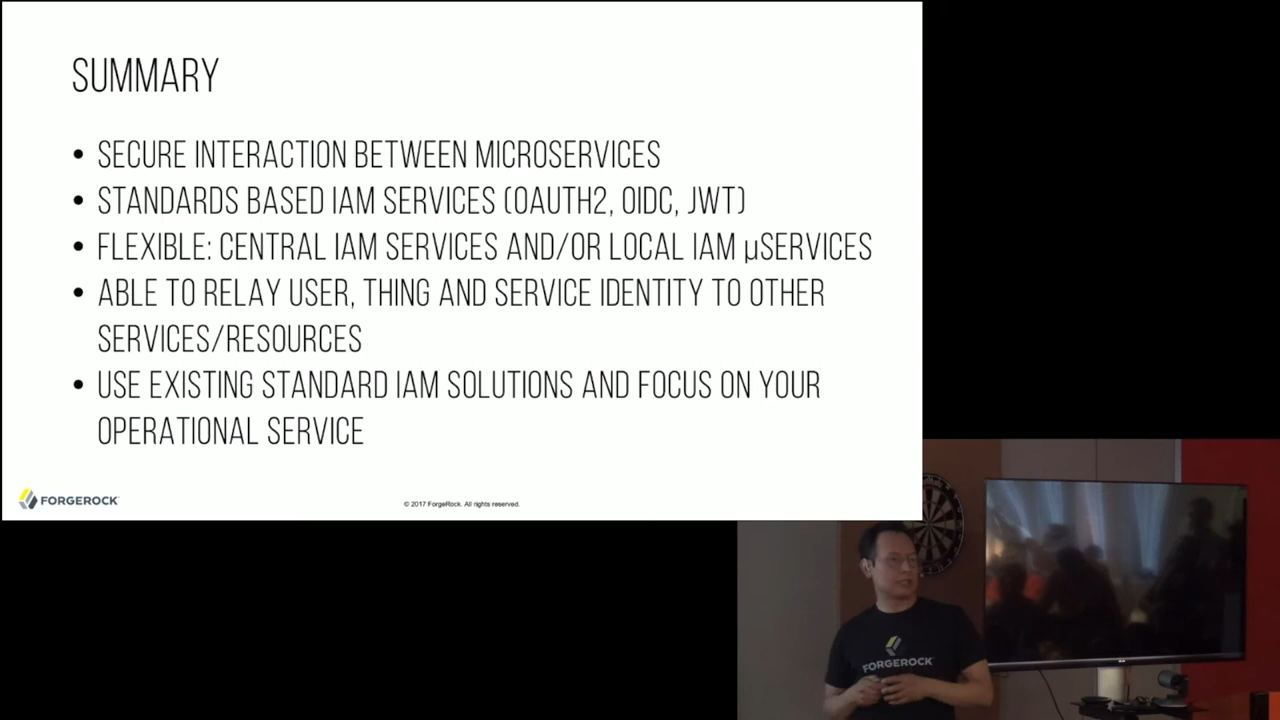 SUMMARY
• SECURE INTERACTION BETWEEN MICROSERVICES
• STANDARDS BASED IAM SERVICES (OAUTH2, OIDC, JWT)
• FLEXIBLE: CENTRAL IAM SERVICES AND/OR LOCAL IAM µSERVICES
• ABLE TO RELAY USER, THING AND SERVICE IDENTITY TO OTHER
SERVICES/RESOURCES
• USE EXISTING STANDARD IAM SOLUTIONS AND FOCUS ON YOUR
OPERATIONAL SERVICE
FORGEROCK
© 2017 ForgeRock. All rights reserved.
FORGEROCK